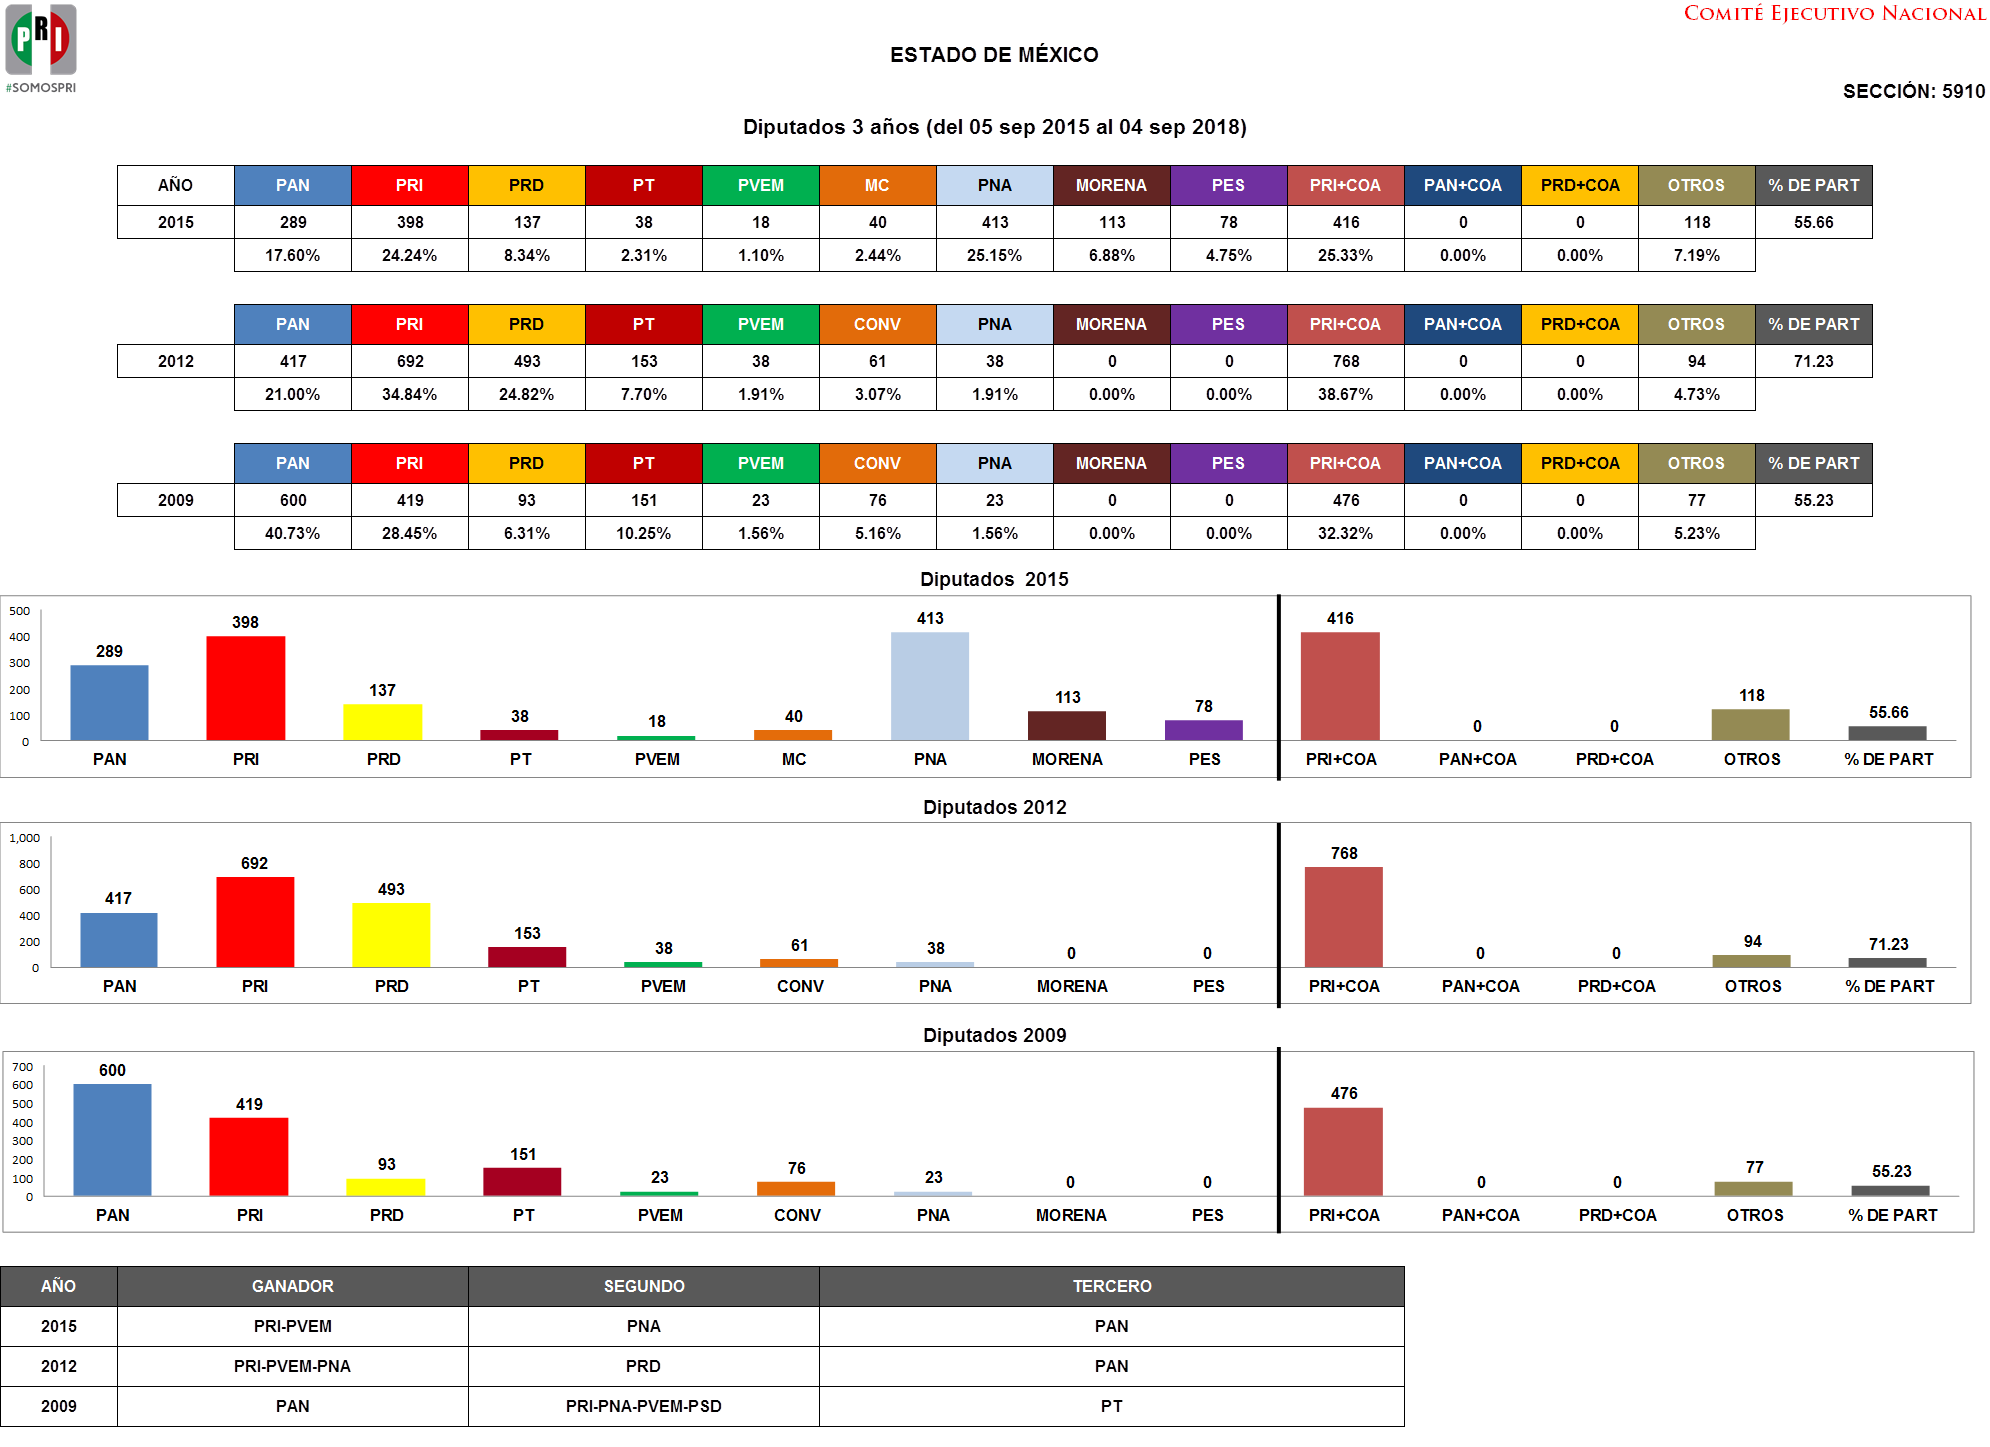 PRI
#SOMOSPRI
COMITÉ EJECUTIVO NACIONAL
ESTADO DE MÉXICO
SECCIÓN: 5910
Diputados 3 años (del 05 sep 2015 al 04 sep 2018)
AÑO PAN PRI PRD PT PVEM MC PNA MORENA PES PRI+COA PAN+COA PRD+COA OTROS % DE PART
2015 289 398 137 38 18 40 413 113 78 416 0 0 118 55.66
17.60% 24.24% 8.34% 2.31% 1.10% 2.44% 25.15% 6.88% 4.75% 25.33% 0.00% 0.00% 7.19%
PAN PRI PRD PT PVEM CONV PNA MORENA PES PRI+COA PAN+COA PRD+COA OTROS % DE PART
2012 417 692 493 153 38 61 38 0 0 768 0 0 94 71.23
21.00% 34.84% 24.82% 7.70% 1.91% 3.07% 1.91% 0.00% 0.00% 38.67% 0.00% 0.00% 4.73%
PAN PRI PRD PT PVEM CONV PNA MORENA PES PRI+COA PAN+COA PRD+COA OTROS % DE PART
2009 600 419 93 151 23 76 23 0 0 476 0 0 77 55.23
40.73% 28.45% 6.31% 10.25% 1.56% 5.16% 1.56% 0.00% 0.00% 32.32% 0.00% 0.00% 5.23%
Diputados 2015
500
400
300
200
100
0
289 398 137 38 18 40 413 113 78 416 0 0 118 55.66
PAN PRI PRD PT PVEM MC PNA MORENA PES PRI+COA PAN+COA PRD+COA OTROS % DE PART
Diputados 2012
1,000
800
600
400
200
0
417 692 493 153 38 61 38 0 0 768 0 0 94 71.23
PAN PRI PRD PT PVEM CONV PNA MORENA PES PRI+COA PAN+COA PRD+COA OTROS % DE PART
Diputados 2009
700
600
500
400
300
200
100
0
600 419 93 151 23 76 23 0 0 476 0 0 77 55.23
PAN PRI PRD PT PVEM CONV PNA MORENA PES PRI+COA PAN+COA PRD+COA OTROS % DE PART
AÑO GANADOR SEGUNDO TERCERO
2015 PRI-PVEM PNA PAN
2012 PRI-PVEM-PNA PRD PAN
2009 PAN PRI-PNA-PVEM-PSD PT